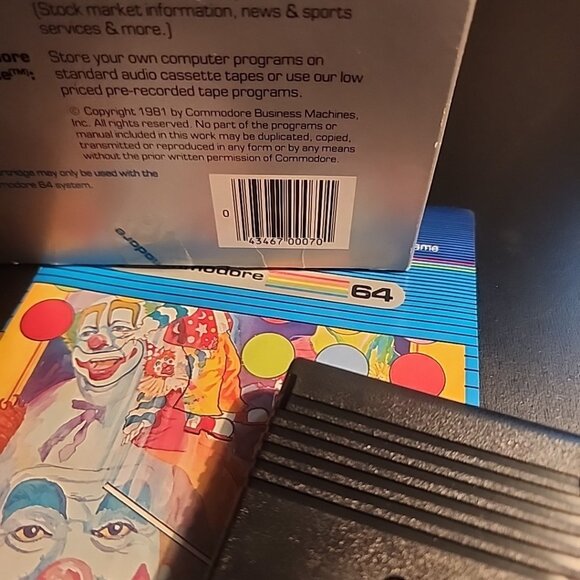 (Stock market information, news & sports
services & more.)
Store your own computer programs on
standard audio cassette tapes or use our low
priced pre-recorded tape programs.
© Copyright 1981 by Commodore Business Machines,
Inc. All rights reserved. No part of the programs or
manual included in this work may be duplicated, copied,
transmitted or reproduced in any form or by any means
without the prior written permission of Commodore.
may only be used with the
64 system.
0
43467 00070
64